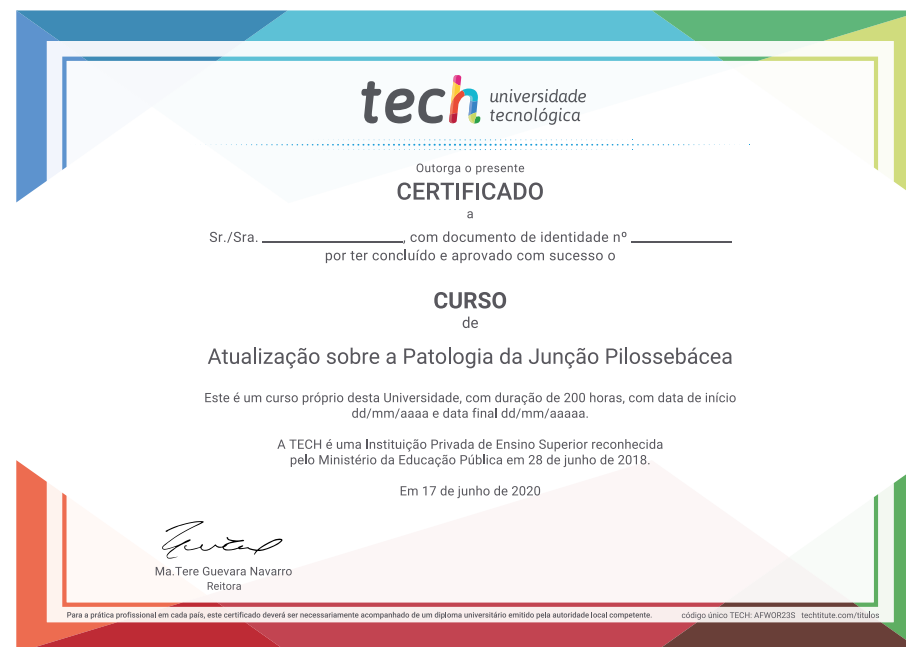 tech universidade
tecnológica
Outorga o presente
CERTIFICADO
a
Sr./Sra. ____________, com documento de identidade nº ____________
por ter concluído e aprovado com sucesso o
CURSO
de
Atualização sobre a Patologia da Junção Pilossebácea
Este é um curso próprio desta Universidade, com duração de 200 horas, com data de início
dd/mm/aaaa e data final dd/mm/aaaaa.
A TECH é uma Instituição Privada de Ensino Superior reconhecida
pelo Ministério da Educação Pública em 28 de junho de 2018.
Em 17 de junho de 2020
Ma.Tere Guevara Navarro
Reitora
Para a prática profissional em cada país, este certificado deverá ser necessariamente acompanhado de um diploma universitário emitido pela autoridade local competente. código único TECH: AFWOR23S techtitute.com/titulos